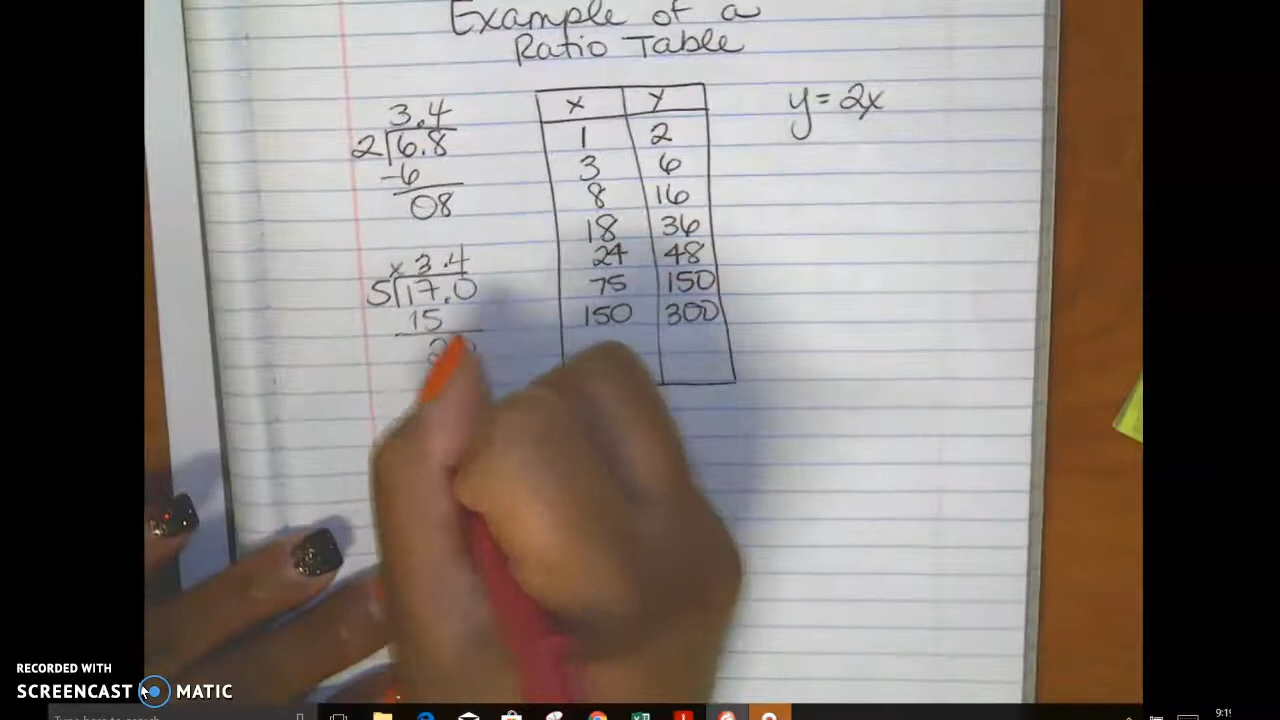 Example of a
Ratio Table
3.4
2 6.8
-6
08
x 3.4
5 17.0
15
x y
1 2
3 6
8 16
18 36
24 48
75 150
150 300
y = 2x
RECORDED WITH
SCREENCAST MATIC